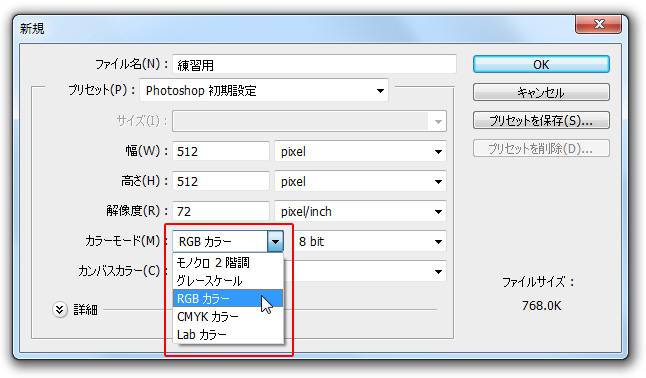 新規
ファイル名(N)： 練習用
OK
プリセット(P)： Photoshop 初期設定
キャンセル
サイズ(I)：
プリセットを保存(S)...
幅(W)： 512 pixel
プリセットを削除(D)...
高さ(H)： 512 pixel
解像度(R)： 72 pixel/inch
カラーモード(M)： RGB カラー 8 bit
モノクロ 2 階調
カンバスカラー(C)：
グレースケール
RGB カラー
CMYK カラー
Lab カラー
詳細
ファイルサイズ：
768.0K